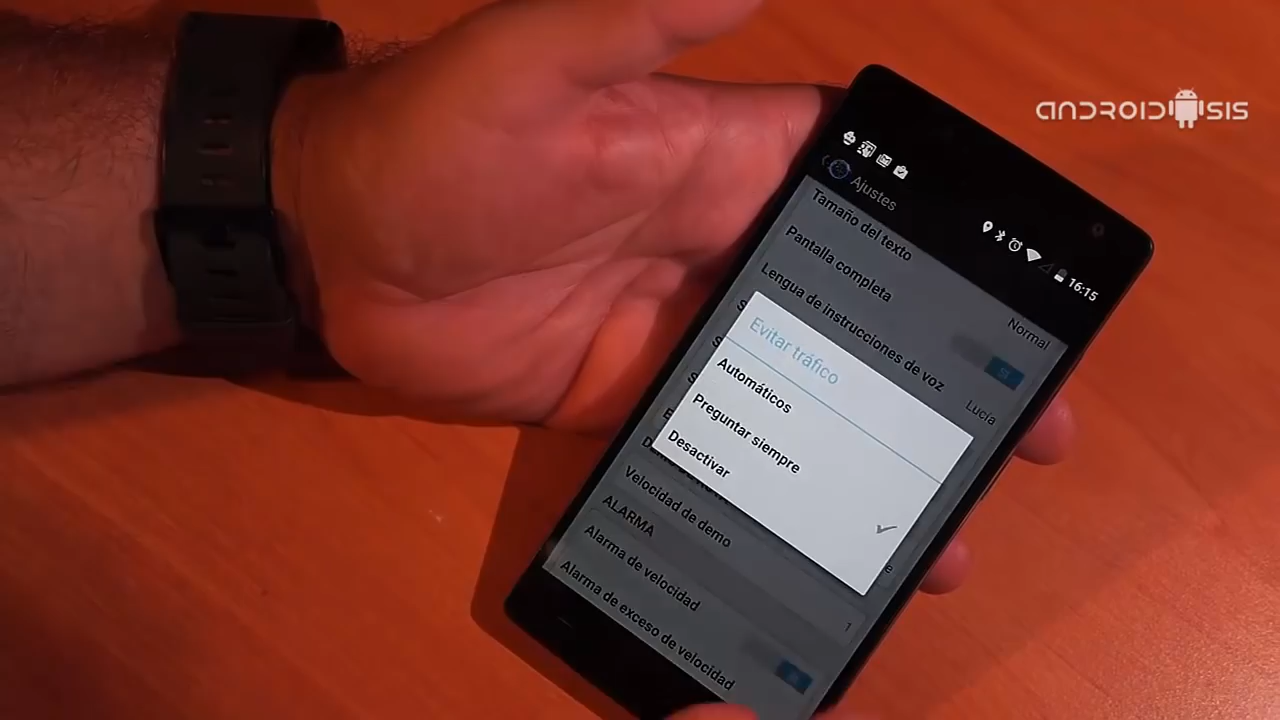 ANDROIDSIS
16:15
Ajustes
Tamaño del texto
Normal
Pantalla completa
Lengua de instrucciones de voz
Lucía
Evitar tráfico
Automáticos
Preguntar siempre
Desactivar
Velocidad de demo
1
ALARMA
Alarma de velocidad
Alarma de exceso de velocidad